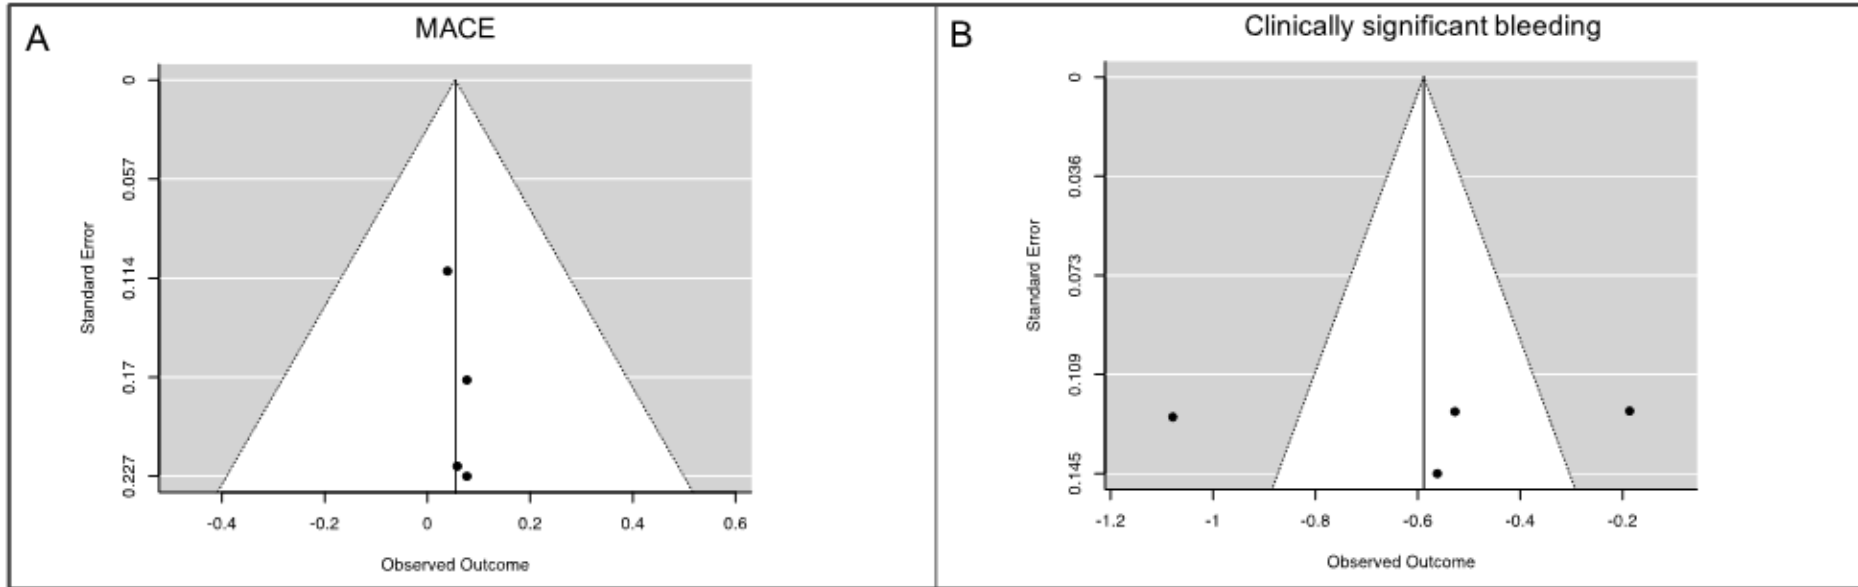 A
MACE
0
0.057
0.114
0.17
0.227
Standard Error
-0.4
-0.2
0
0.2
0.4
0.6
Observed Outcome
B
Clinically significant bleeding
0
0.036
0.073
0.109
0.145
Standard Error
-1.2
-1
-0.8
-0.6
-0.4
-0.2
Observed Outcome